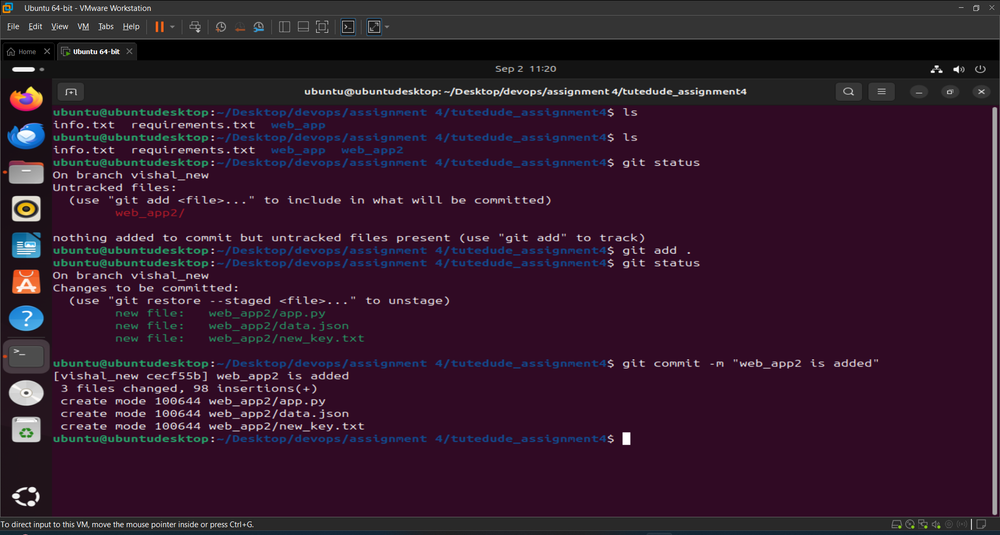 Ubuntu 64-bit - VMware Workstation
File Edit View VM Tabs Help
Home Ubuntu 64-bit
Sep 2 11:20
ubuntu@ubuntudesktop: ~/Desktop/devops/assignment 4/tutedude_assignment4
ubuntu@ubuntudesktop:~/Desktop/devops/assignment 4/tutedude_assignment4$ ls
info.txt requirements.txt web_app
ubuntu@ubuntudesktop:~/Desktop/devops/assignment 4/tutedude_assignment4$ ls
info.txt requirements.txt web_app web_app2
ubuntu@ubuntudesktop:~/Desktop/devops/assignment 4/tutedude_assignment4$ git status
On branch vishal_new
Untracked files:
(use "git add <file>..." to include in what will be committed)
web_app2/
nothing added to commit but untracked files present (use "git add" to track)
ubuntu@ubuntudesktop:~/Desktop/devops/assignment 4/tutedude_assignment4$ git add .
ubuntu@ubuntudesktop:~/Desktop/devops/assignment 4/tutedude_assignment4$ git status
On branch vishal_new
Changes to be committed:
(use "git restore --staged <file>..." to unstage)
new file: web_app2/app.py
new file: web_app2/data.json
new file: web_app2/new_key.txt
ubuntu@ubuntudesktop:~/Desktop/devops/assignment 4/tutedude_assignment4$ git commit -m "web_app2 is added"
[vishal_new cecf55b] web_app2 is added
3 files changed, 98 insertions(+)
create mode 100644 web_app2/app.py
create mode 100644 web_app2/data.json
create mode 100644 web_app2/new_key.txt
ubuntu@ubuntudesktop:~/Desktop/devops/assignment 4/tutedude_assignment4$
To direct input to this VM, move the mouse pointer inside or press Ctrl+G.